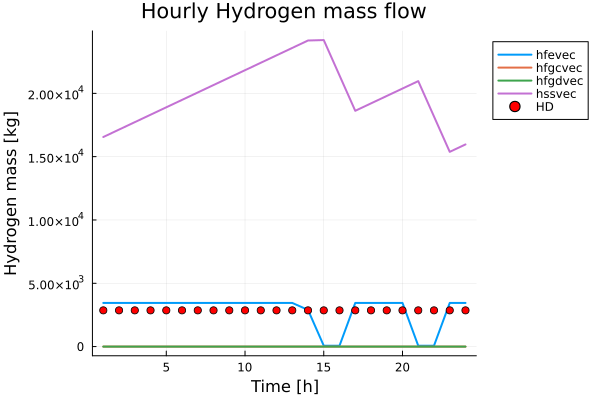 Hourly Hydrogen mass flow
hfevec
hfgcvec
hfgdvec
hssvec
HD
Hydrogen mass [kg]
2.00×10⁴
1.50×10⁴
1.00×10⁴
5.00×10³
0
5 10 15 20
Time [h]